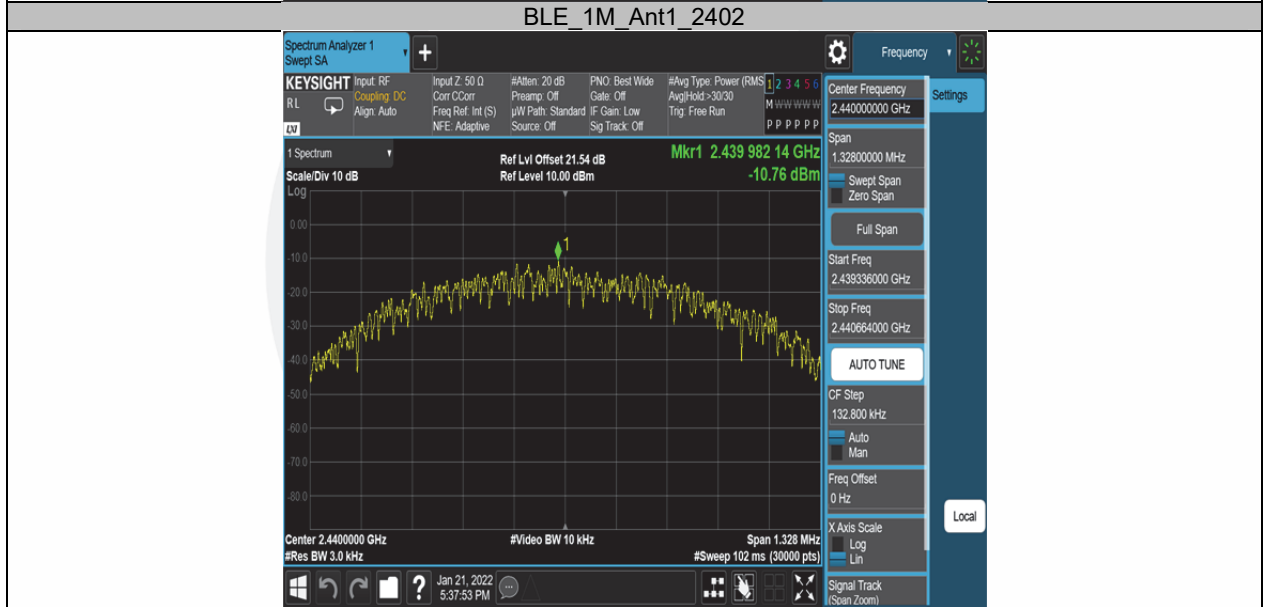 BLE_1M_Ant1_2402
Spectrum Analyzer 1
Swept SA
Frequency
KEYSIGHT
RL
LXI
Input: RF
Coupling: DC
Align: Auto
Input Z: 50 Ω
Corr CCorr
Freq Ref: Int (S)
NFE: Adaptive
#Atten: 20 dB
Preamp: Off
µW Path: Standard
Source: Off
PNO: Best Wide
Gate: Off
IF Gain: Low
Sig Track: Off
#Avg Type: Power (RMS
Avg|Hold:>30/30
Trig: Free Run
1 2 3 4 5 6
M W W W W W
P P P P P P
1 Spectrum
Scale/Div 10 dB
Log
Ref Lvl Offset 21.54 dB
Ref Level 10.00 dBm
Mkr1 2.439 982 14 GHz
-10.76 dBm
1
0.00
-10.0
-20.0
-30.0
-40.0
-50.0
-60.0
-70.0
-80.0
Center 2.4400000 GHz
#Res BW 3.0 kHz
#Video BW 10 kHz
Span 1.328 MHz
#Sweep 102 ms (30000 pts)
?
Jan 21, 2022
5:37:53 PM
Center Frequency
2.440000000 GHz
Settings
Span
1.32800000 MHz
Swept Span
Zero Span
Full Span
Start Freq
2.439336000 GHz
Stop Freq
2.440664000 GHz
AUTO TUNE
CF Step
132.800 kHz
Auto
Man
Freq Offset
0 Hz
X Axis Scale
Log
Lin
Local
Signal Track
(Span Zoom)